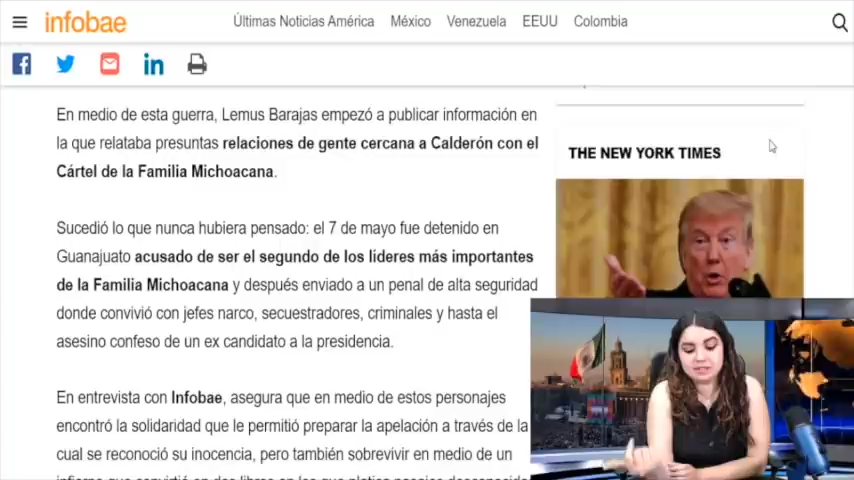 infobae
Últimas Noticias América México Venezuela EEUU Colombia
En medio de esta guerra, Lemus Barajas empezó a publicar información en
la que relataba presuntas relaciones de gente cercana a Calderón con el
Cártel de la Familia Michoacana.
Sucedió lo que nunca hubiera pensado: el 7 de mayo fue detenido en
Guanajuato acusado de ser el segundo de los líderes más importantes
de la Familia Michoacana y después enviado a un penal de alta seguridad
donde convivió con jefes narco, secuestradores, criminales y hasta el
asesino confeso de un ex candidato a la presidencia.
En entrevista con Infobae, asegura que en medio de estos personajes
encontró la solidaridad que le permitió preparar la apelación a través de la
cual se reconoció su inocencia, pero también sobrevivir en medio de un
THE NEW YORK TIMES